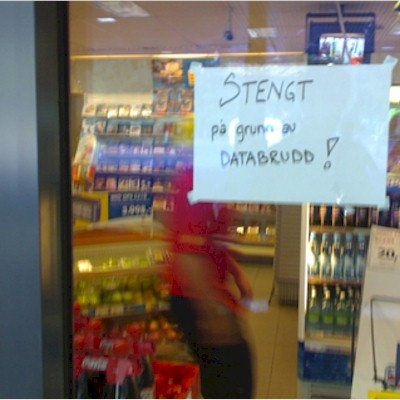 STENGT
på grunn av
DATABRUDD!